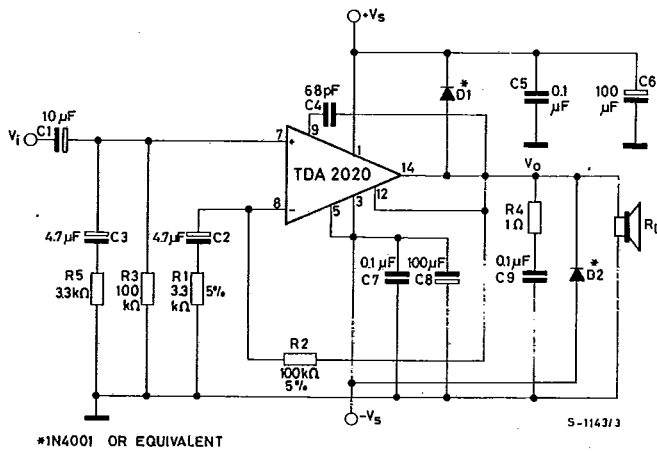 +Vs
68pF
C4
D1
*
C5
0.1
µF
C6
100
µF
10µF
Vi
C1
7
+
9
1
TDA 2020
14
Vo
8
-
5
3
12
4.7µF
C3
4.7µF
C2
R4
1Ω
R5
3.3kΩ
R3
100
kΩ
R1
3.3
kΩ
5%
0.1µF
C7
100µF
C8
0.1µF
C9
*
D2
R2
100kΩ
5%
-Vs
S-1143/3
*1N4001 OR EQUIVALENT